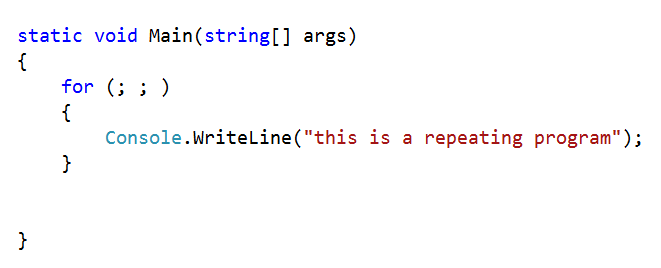 static void Main(string[] args)
{
    for (; ; )
    {
        Console.WriteLine("this is a repeating program");
    }
}